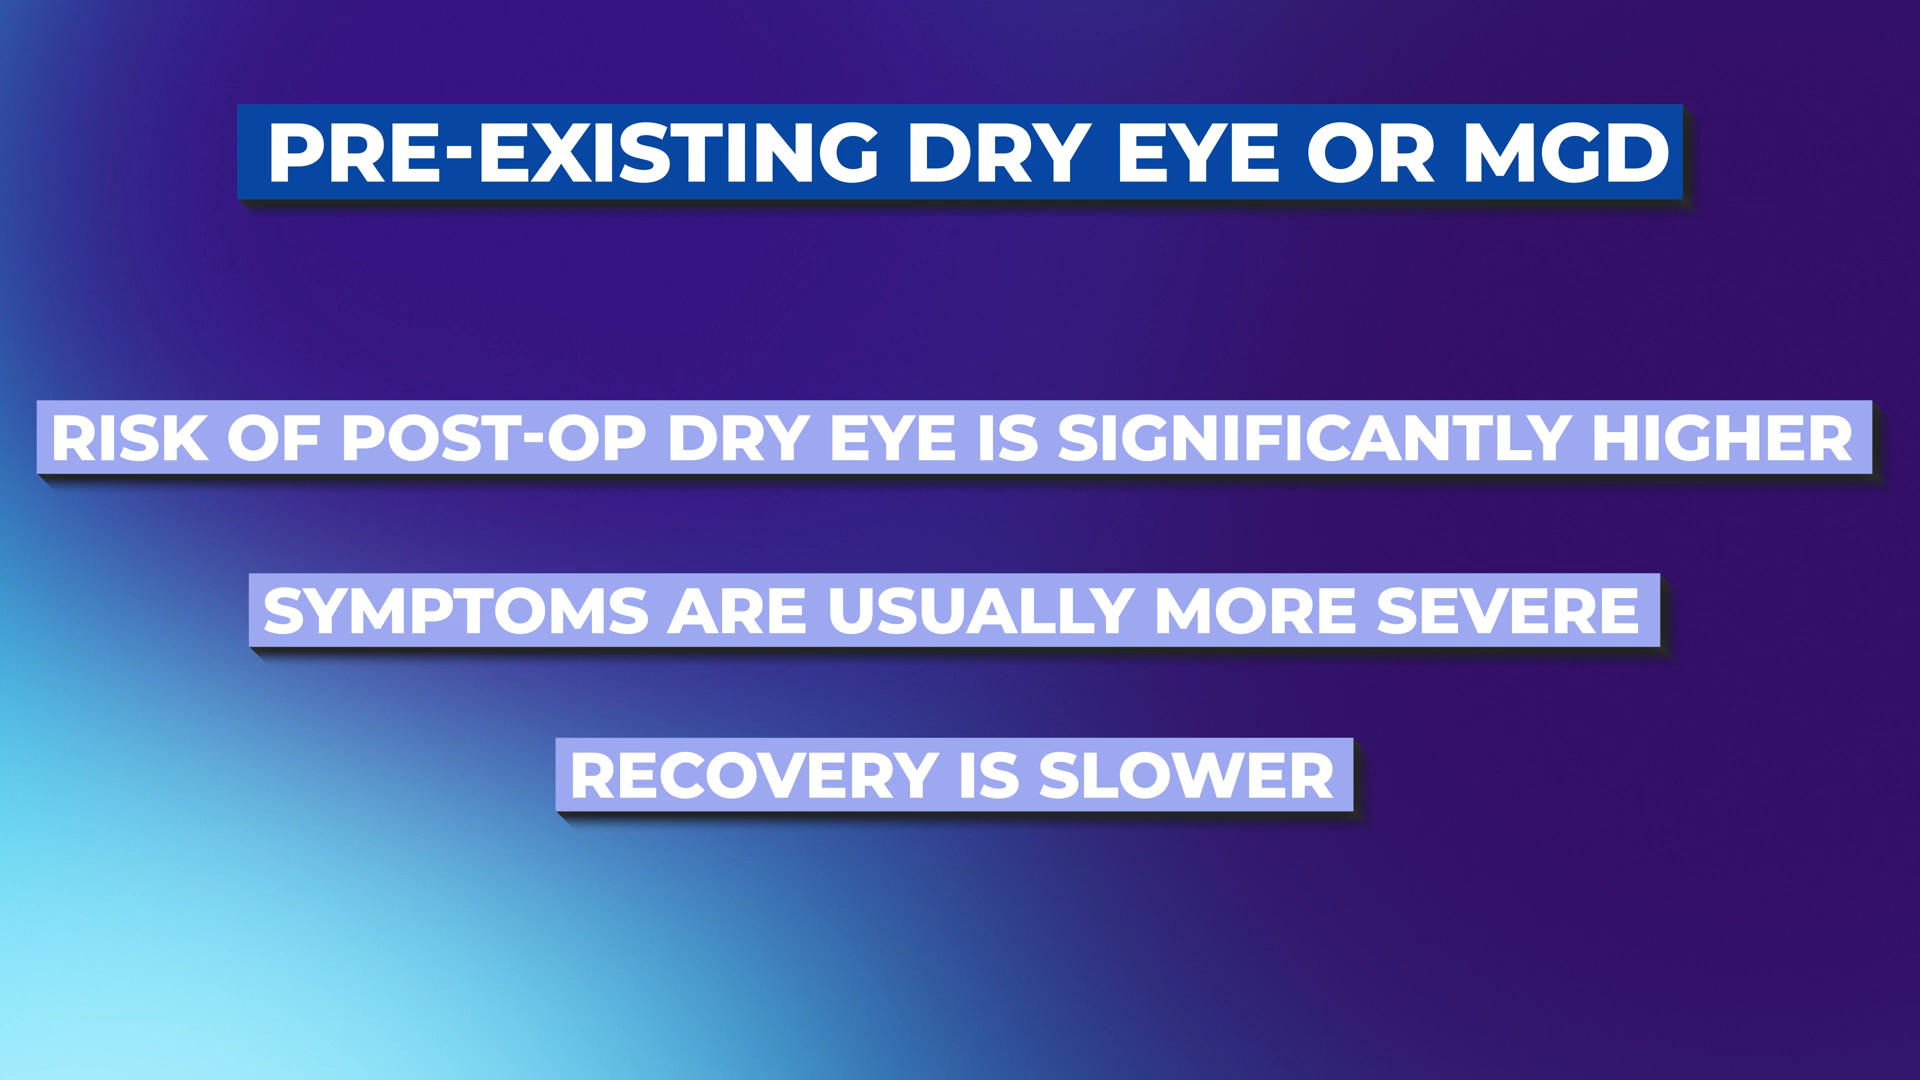 PRE-EXISTING DRY EYE OR MGD
RISK OF POST-OP DRY EYE IS SIGNIFICANTLY HIGHER
SYMPTOMS ARE USUALLY MORE SEVERE
RECOVERY IS SLOWER